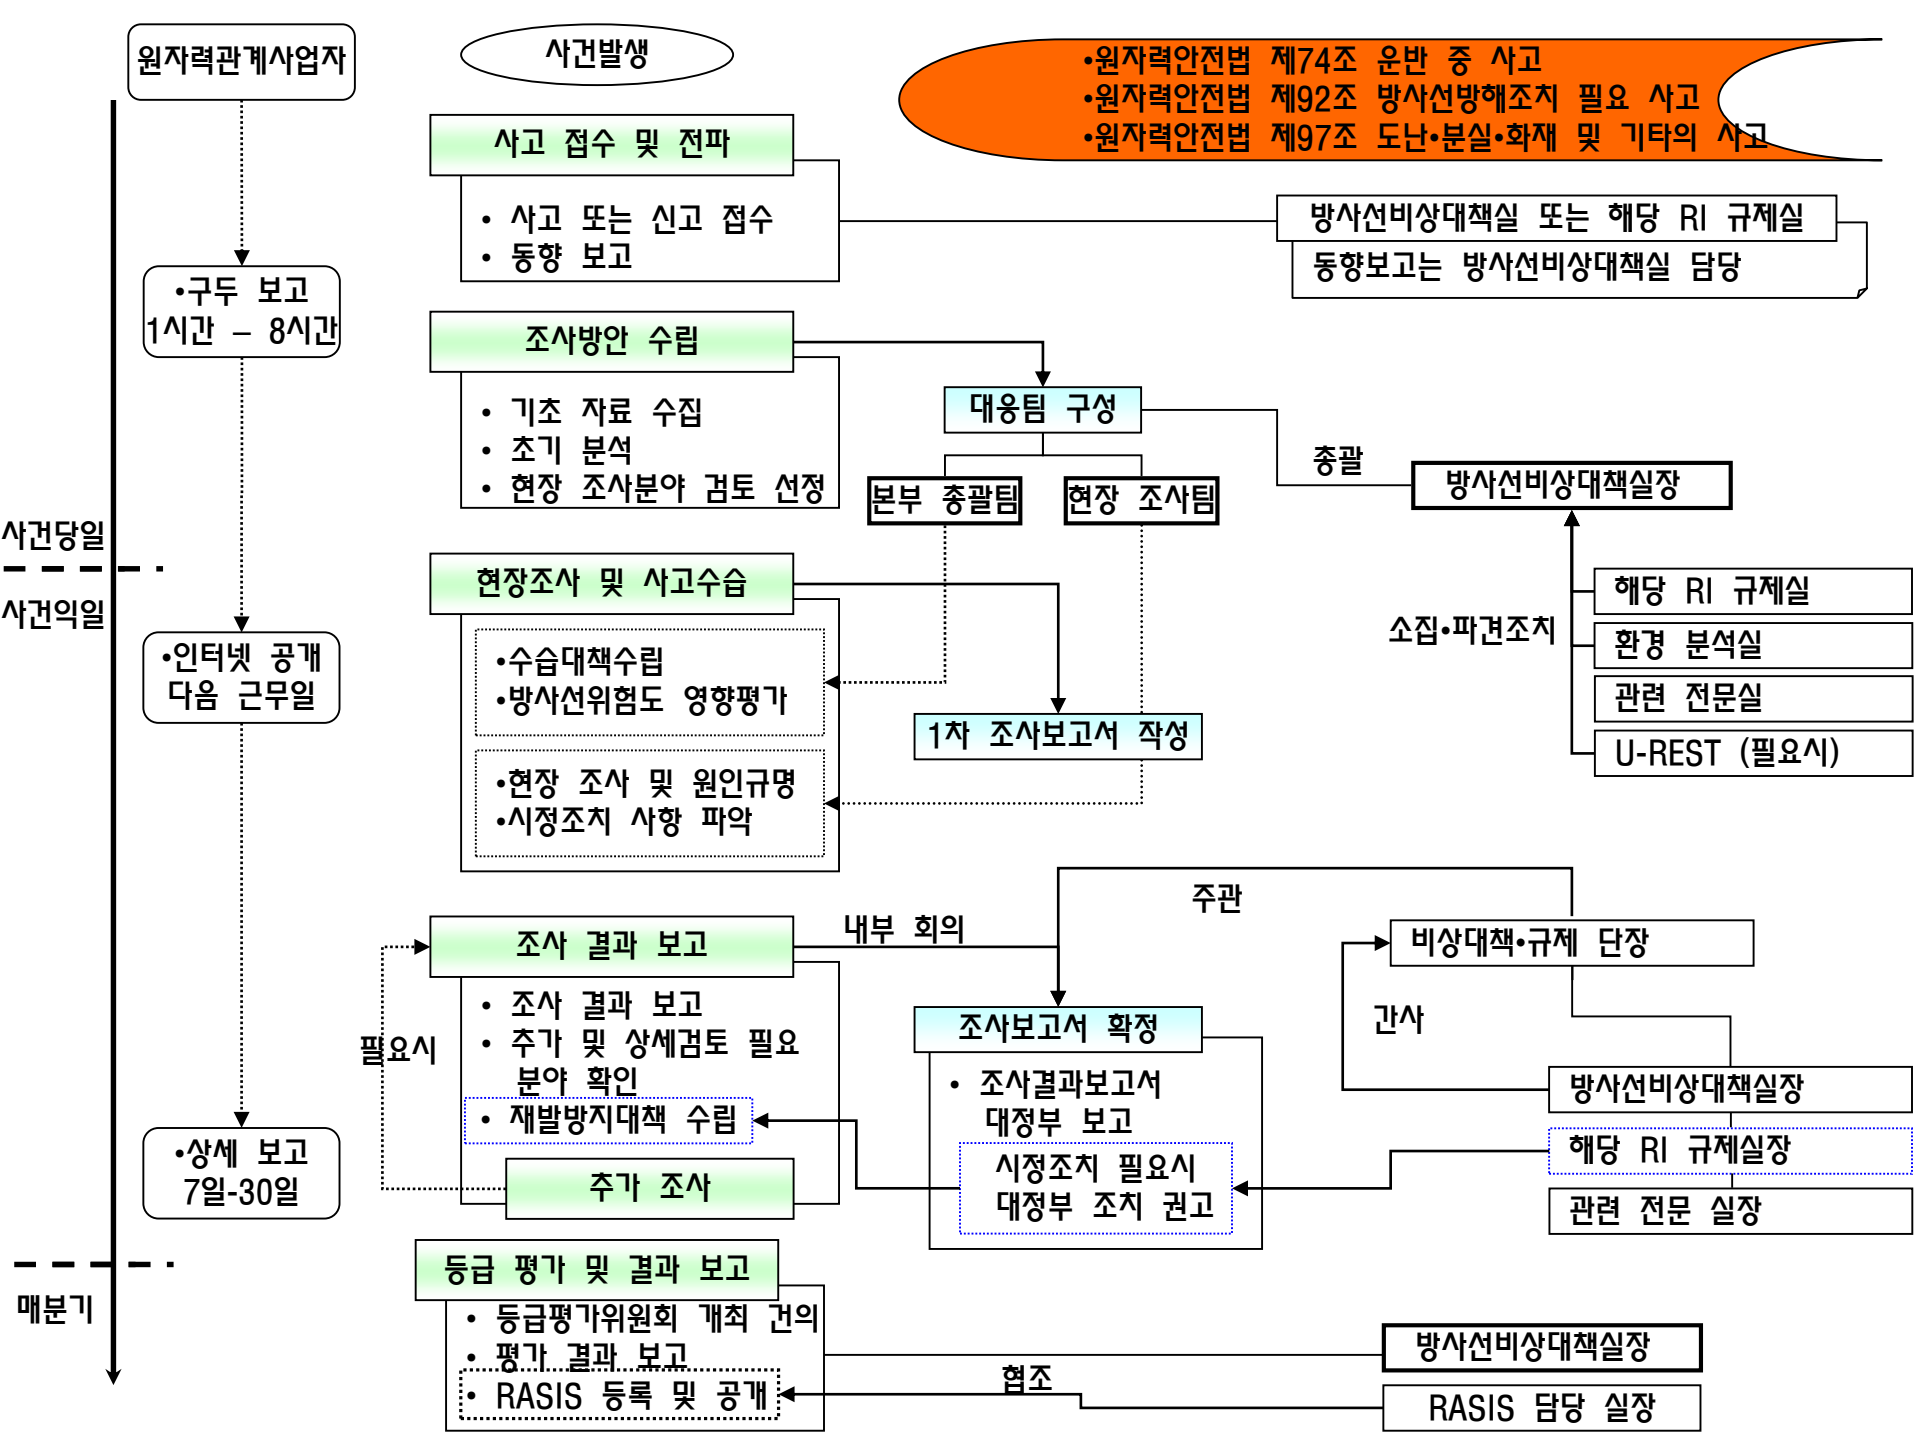 원자력관계사업자
사건발생
•원자력안전법 제74조 운반 중 사고
•원자력안전법 제92조 방사선방해조치 필요 사고
•원자력안전법 제97조 도난•분실•화재 및 기타의 사고
사고 접수 및 전파
• 사고 또는 신고 접수
• 동향 보고
방사선비상대책실 또는 해당 RI 규제실
동향보고는 방사선비상대책실 담당
•구두 보고
1시간 – 8시간
조사방안 수립
• 기초 자료 수집
• 초기 분석
• 현장 조사분야 검토 선정
대응팀 구성
총괄
방사선비상대책실장
본부 총괄팀
현장 조사팀
사건당일
사건익일
현장조사 및 사고수습
•수습대책수립
•방사선위험도 영향평가
•현장 조사 및 원인규명
•시정조치 사항 파악
1차 조사보고서 작성
소집•파견조치
해당 RI 규제실
환경 분석실
관련 전문실
U-REST (필요시)
•인터넷 공개
다음 근무일
주관
내부 회의
조사 결과 보고
• 조사 결과 보고
• 추가 및 상세검토 필요
분야 확인
• 재발방지대책 수립
추가 조사
필요시
조사보고서 확정
• 조사결과보고서
대정부 보고
시정조치 필요시
대정부 조치 권고
비상대책•규제 단장
간사
방사선비상대책실장
해당 RI 규제실장
관련 전문 실장
•상세 보고
7일-30일
매분기
등급 평가 및 결과 보고
• 등급평가위원회 개최 건의
• 평가 결과 보고
• RASIS 등록 및 공개
협조
방사선비상대책실장
RASIS 담당 실장